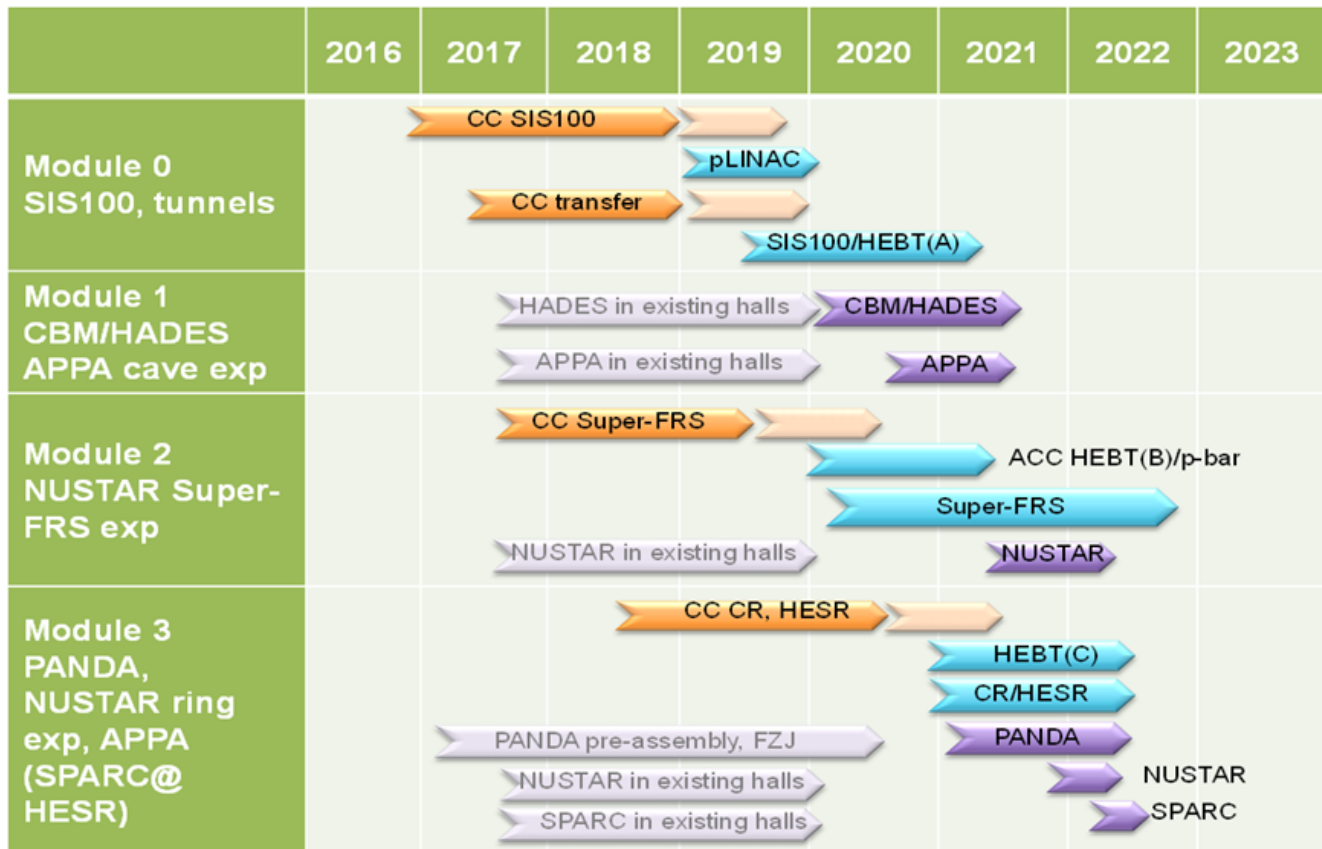 2016 2017 2018 2019 2020 2021 2022 2023
Module 0
SIS100, tunnels
CC SIS100
pLINAC
CC transfer
SIS100/HEBT(A)
Module 1
CBM/HADES
APPA cave exp
HADES in existing halls CBM/HADES
APPA in existing halls APPA
Module 2
NUSTAR Super-
FRS exp
CC Super-FRS
ACC HEBT(B)/p-bar
Super-FRS
NUSTAR in existing halls NUSTAR
Module 3
PANDA,
NUSTAR ring
exp, APPA
(SPARC@
HESR)
CC CR, HESR
HEBT(C)
CR/HESR
PANDA pre-assembly, FZJ PANDA
NUSTAR in existing halls NUSTAR
SPARC in existing halls SPARC